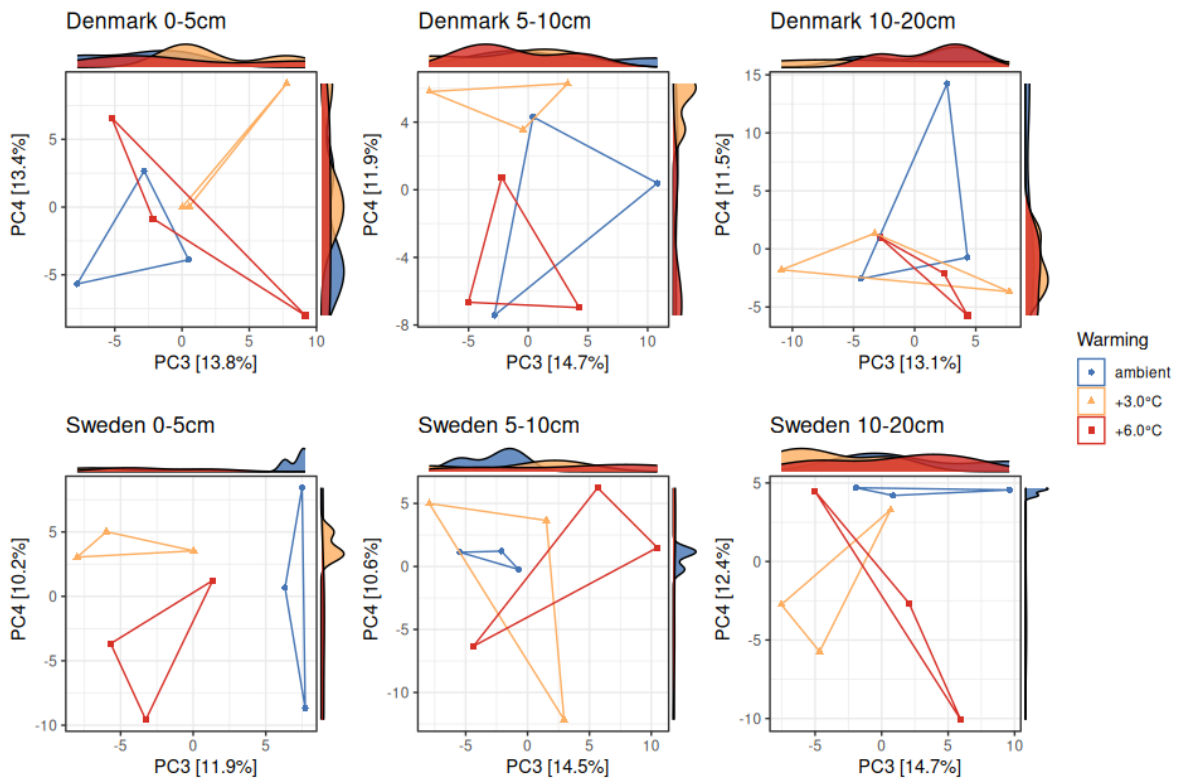 Denmark 0-5cm
Denmark 5-10cm
Denmark 10-20cm
5
0
-5
PC4 [13.4%]
-5
0
5
10
PC3 [13.8%]
4
0
-4
-8
PC4 [11.9%]
-5
0
5
10
PC3 [14.7%]
15
10
5
0
-5
PC4 [11.5%]
-10
-5
0
5
PC3 [13.1%]
Warming
ambient
+3.0°C
+6.0°C
Sweden 0-5cm
Sweden 5-10cm
Sweden 10-20cm
5
0
-5
-10
PC4 [10.2%]
-5
0
5
PC3 [11.9%]
5
0
-5
-10
PC4 [10.6%]
-5
0
5
10
PC3 [14.5%]
5
0
-5
-10
PC4 [12.4%]
-5
0
5
10
PC3 [14.7%]